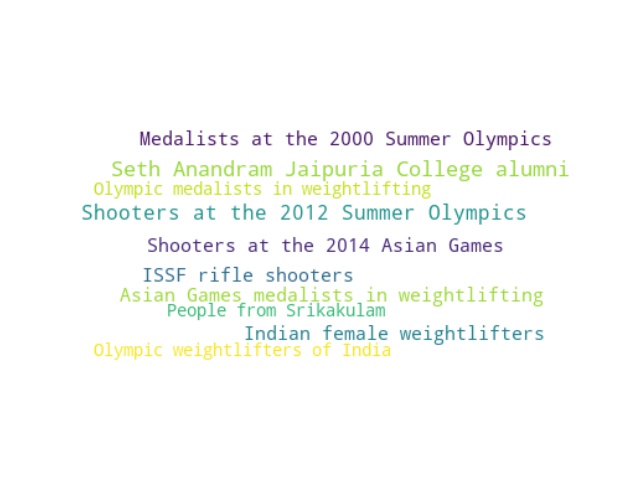 Medalists at the 2000 Summer Olympics
Seth Anandram Jaipuria College alumni
Olympic medalists in weightlifting
Shooters at the 2012 Summer Olympics
Shooters at the 2014 Asian Games
ISSF rifle shooters
Asian Games medalists in weightlifting
People from Srikakulam
Indian female weightlifters
Olympic weightlifters of India